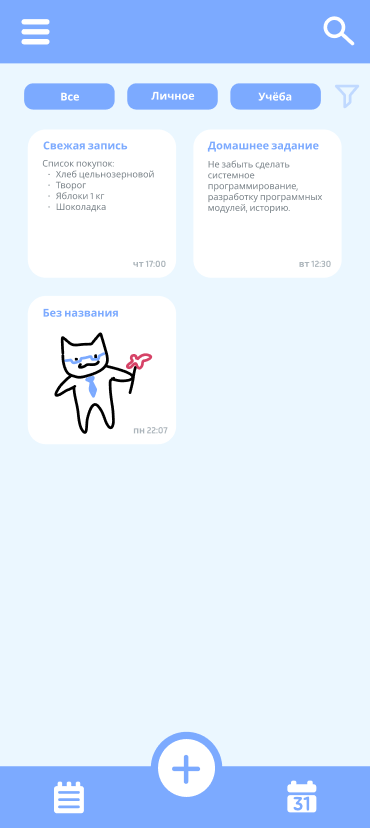 Все
Личное
Учёба
Свежая запись
Список покупок:
· Хлеб цельнозерновой
· Творог
· Яблоки 1 кг
· Шоколадка
чт 17:00
Домашнее задание
Не забыть сделать
системное
программирование,
разработку программных
модулей, историю.
вт 12:30
Без названия
пн 22:07
31